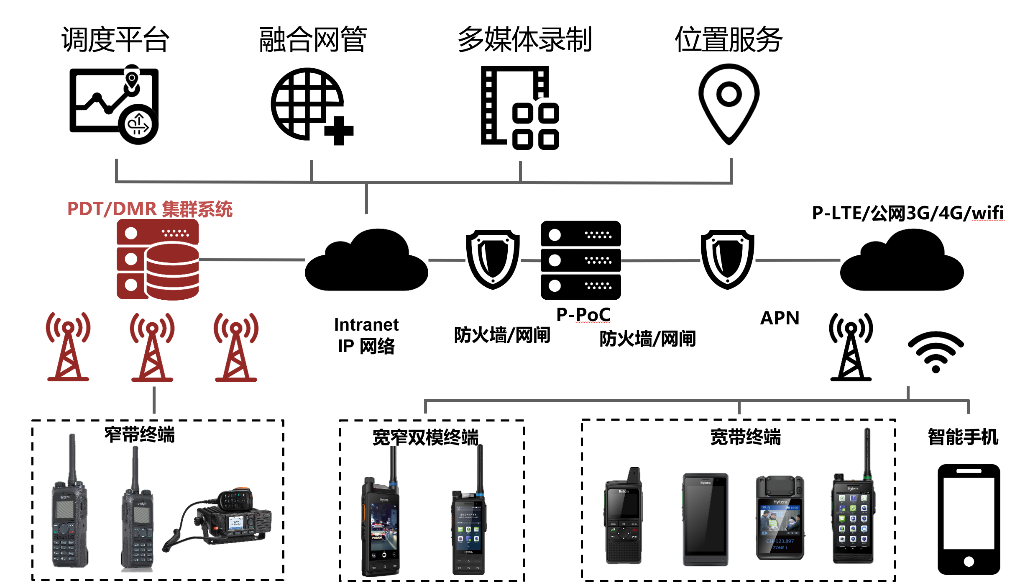 调度平台
融合网管
多媒体录制
位置服务
PDT/DMR 集群系统
P-LTE/公网3G/4G/wifi
Intranet
IP 网络
防火墙/网闸
P-PoC
防火墙/网闸
APN
窄带终端
宽窄双模终端
宽带终端
智能手机